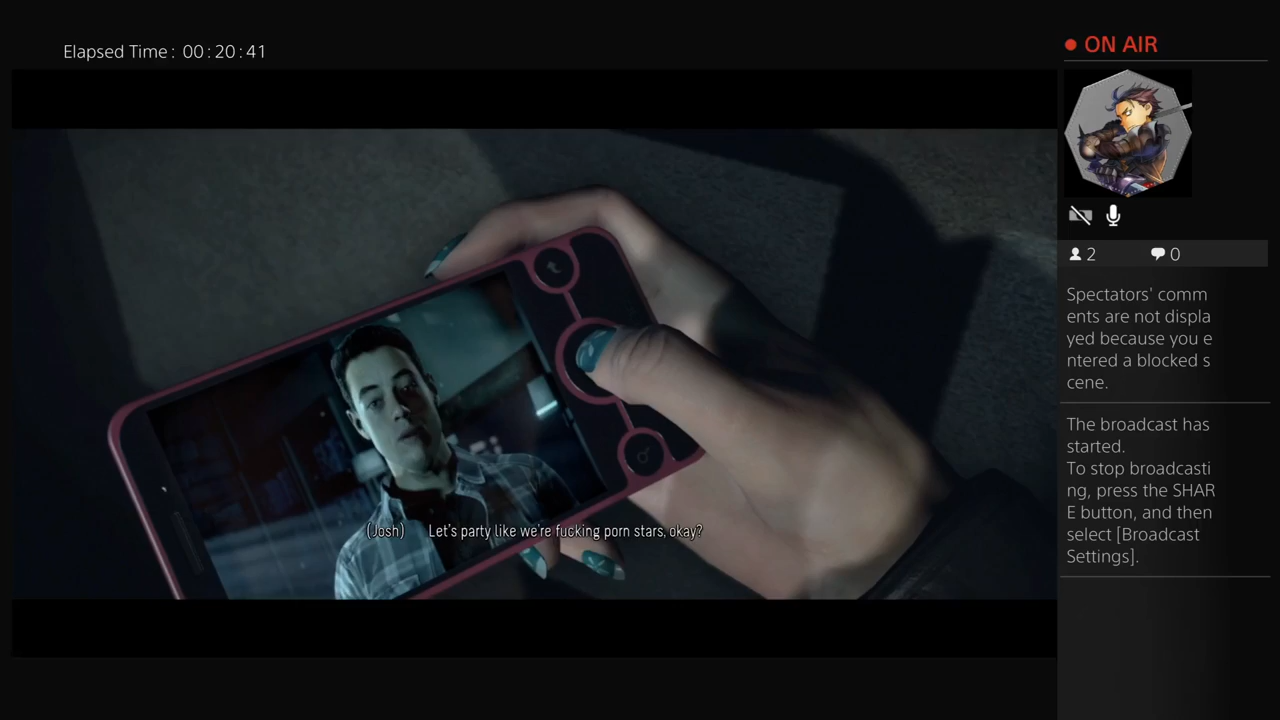 Elapsed Time: 00:20:41
ON AIR
2
0
Spectators' comm
ents are not displa
yed because you e
ntered a blocked s
cene.
The broadcast has
started.
To stop broadcasti
ng, press the SHAR
E button, and then
select [Broadcast
Settings].
(Josh) Let's party like we're fucking porn stars, okay?